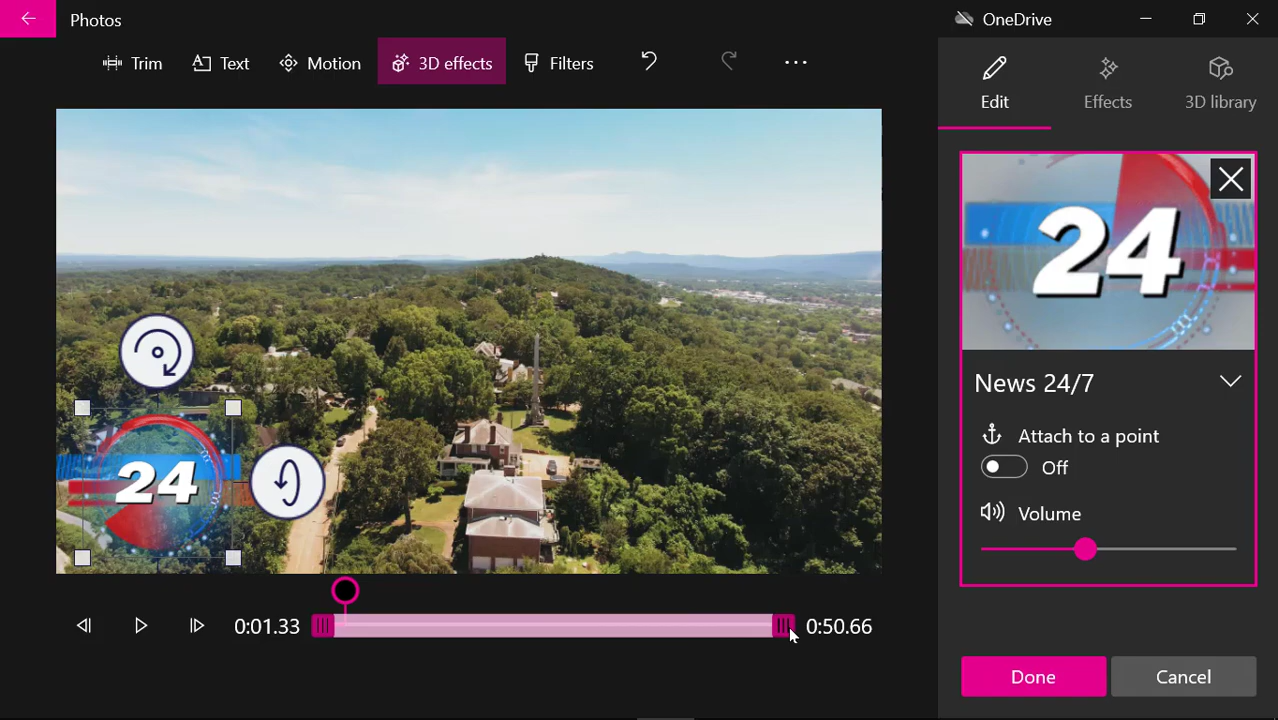 Photos
OneDrive
Trim
Text
Motion
3D effects
Filters
Edit
Effects
3D library
24
News 24/7
Attach to a point
Off
Volume
24
0:01.33
0:50.66
Done
Cancel